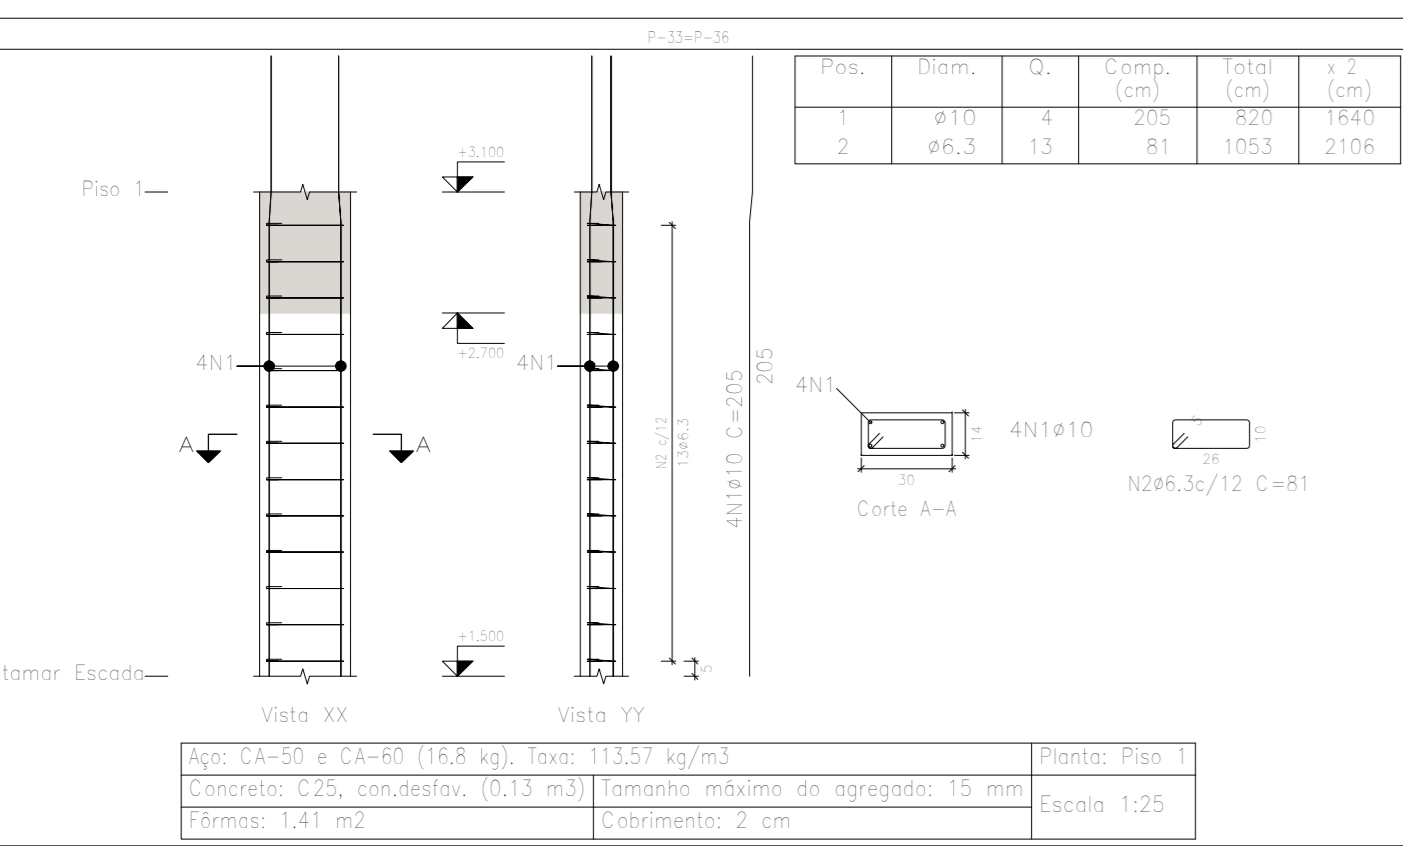 P-33=P-36
Pos. Diam. Q. Comp. (cm) Total (cm) x 2 (cm)
1 ø10 4 205 820 1640
2 ø6.3 13 81 1053 2106
+3.100
Piso 1
+2.700
4N1
4N1
A A
N2 c/12
13ø6.3
4N1ø10 C=205
205
4N1
14
30
4N1ø10
Corte A-A
5
10
26
N2ø6.3c/12 C=81
+1.500
5
tamar Escada
Vista XX
Vista YY
Aço: CA-50 e CA-60 (16.8 kg). Taxa: 113.57 kg/m3
Planta: Piso 1
Concreto: C25, con.desfav. (0.13 m3)
Tamanho máximo do agregado: 15 mm
Escala 1:25
Fôrmas: 1.41 m2
Cobrimento: 2 cm